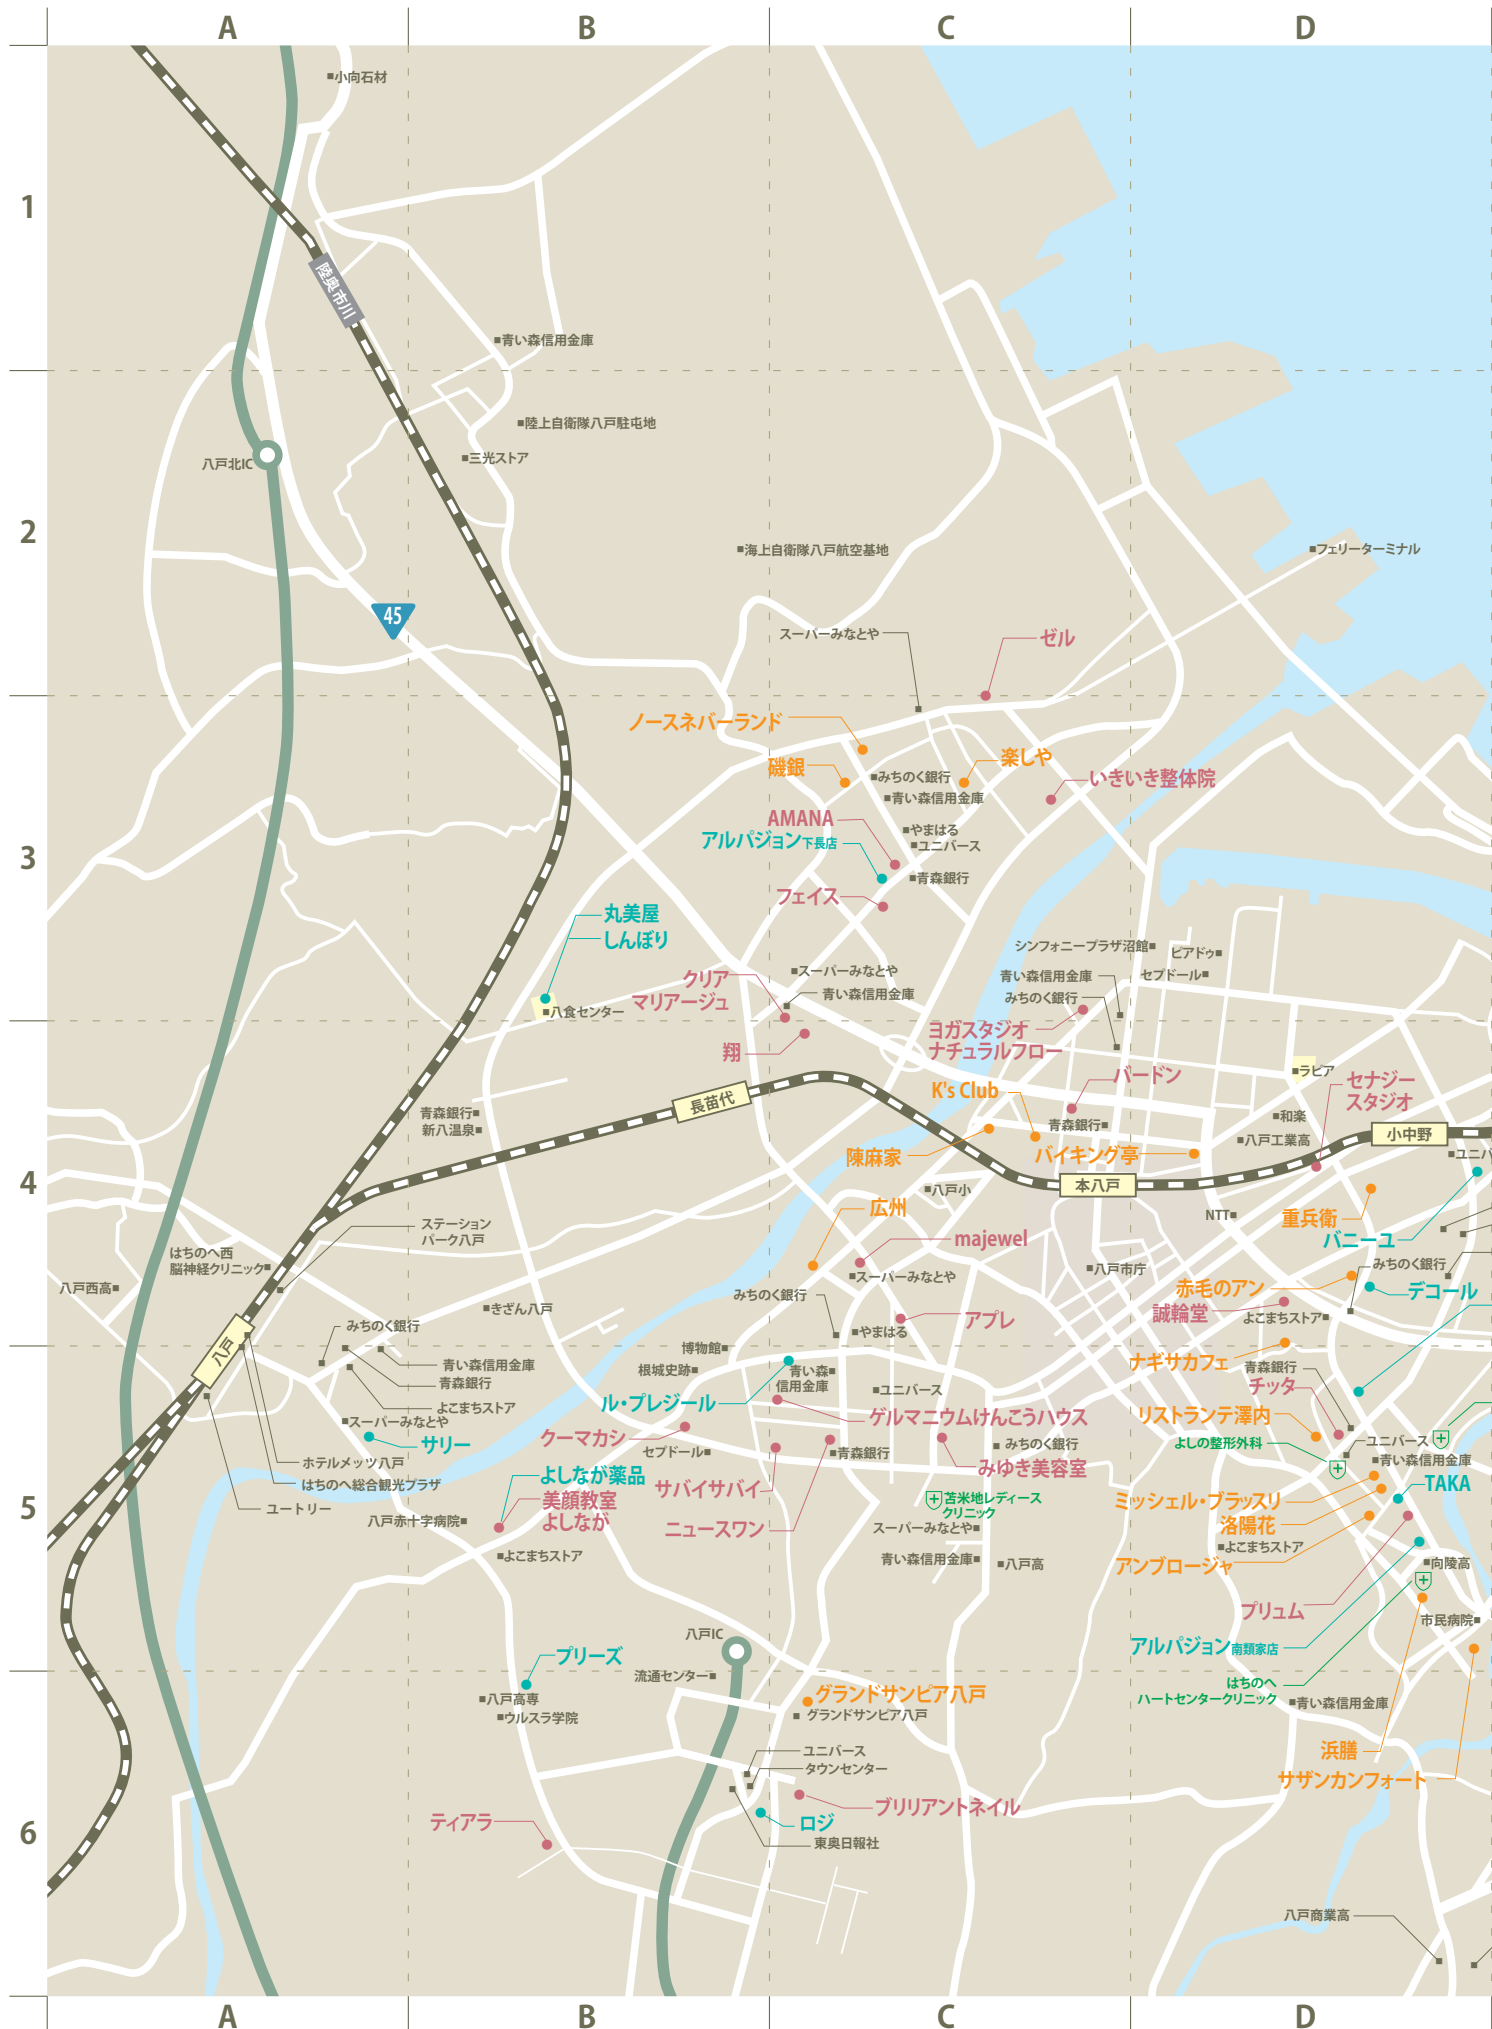 A
B
C
D
1
2
3
4
5
6
小向石材
陸奥市川
青い森信用金庫
陸上自衛隊八戸駐屯地
三光ストア
八戸北IC
海上自衛隊八戸航空基地
フェリーターミナル
45
スーパーみなとや
ゼル
ノースネバーランド
磯銀
みちのく銀行
楽しや
青い森信用金庫
いきいき整体院
AMANA
アルパジョン下長店
やまはる
ユニバース
青森銀行
フェイス
丸美屋
しんぼり
八食センター
シンフォニープラザ沼館
ピアドゥ
セブドール
クリア
マリアージュ
スーパーみなとや
青い森信用金庫
青い森信用金庫
みちのく銀行
翔
ヨガスタジオ
ナチュラルフロー
長苗代
K's Club
バードン
ラピア
セナジー
スタジオ
青森銀行
新八温泉
青森銀行
和楽
八戸工業高
小中野
陳麻家
バイキング亭
ユニバ
本八戸
八戸小
広州
NTT
重兵衛
バニーユ
ステーション
パーク八戸
majewel
はちのへ西
脳神経クリニック
八戸西高
スーパーみなとや
八戸市庁
みちのく銀行
赤毛のアン
デコール
みちのく銀行
きざん八戸
誠輪堂
よこまちストア
アプレ
やまはる
八戸
みちのく銀行
博物館
根城史跡
青い森
信用金庫
ナギサカフェ
青森銀行
チッタ
青い森信用金庫
青森銀行
よこまちストア
スーパーみなとや
サリー
ル・プレジール
ユニバース
ゲルマニウムけんこうハウス
リストランテ澤内
クーマカシ
セブドール
青森銀行
みちのく銀行
よしの整形外科
ユニバース
青い森信用金庫
ホテルメッツ八戸
はちのへ総合観光プラザ
ユートリー
よしなが薬品
美顔教室
よしなが
サバイサバイ
みゆき美容室
TAKA
ミッシェル・ブラッスリ
洛陽花
八戸赤十字病院
ニュースワン
苫米地レディース
クリニック
スーパーみなとや
よこまちストア
よこまちストア
青い森信用金庫
八戸高
アンブロージャ
向陵高
プリュム
市民病院
八戸IC
アルパジョン南類家店
プリーズ
流通センター
はちのへ
ハートセンタークリニック
八戸高専
ウルスラ学院
グランドサンピア八戸
グランドサンピア八戸
青い森信用金庫
浜膳
ユニバース
タウンセンター
サザンカンフォート
ティアラ
ロジ
ブリリアントネイル
東奥日報社
八戸商業高
A
B
C
D